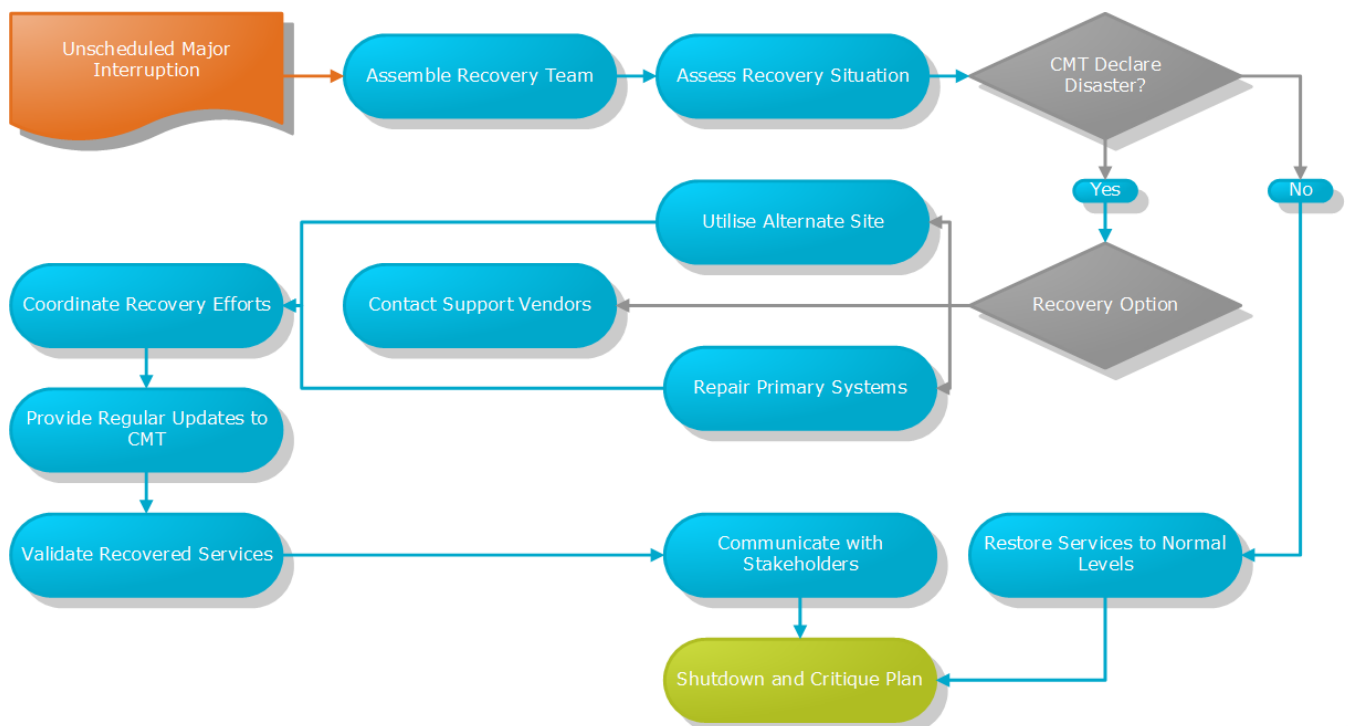 Unscheduled Major
Interruption
Assemble Recovery Team
Assess Recovery Situation
CMT Declare
Disaster?
Yes
No
Utilise Alternate Site
Coordinate Recovery Efforts
Contact Support Vendors
Recovery Option
Repair Primary Systems
Provide Regular Updates to
CMT
Validate Recovered Services
Communicate with
Stakeholders
Restore Services to Normal
Levels
Shutdown and Critique Plan